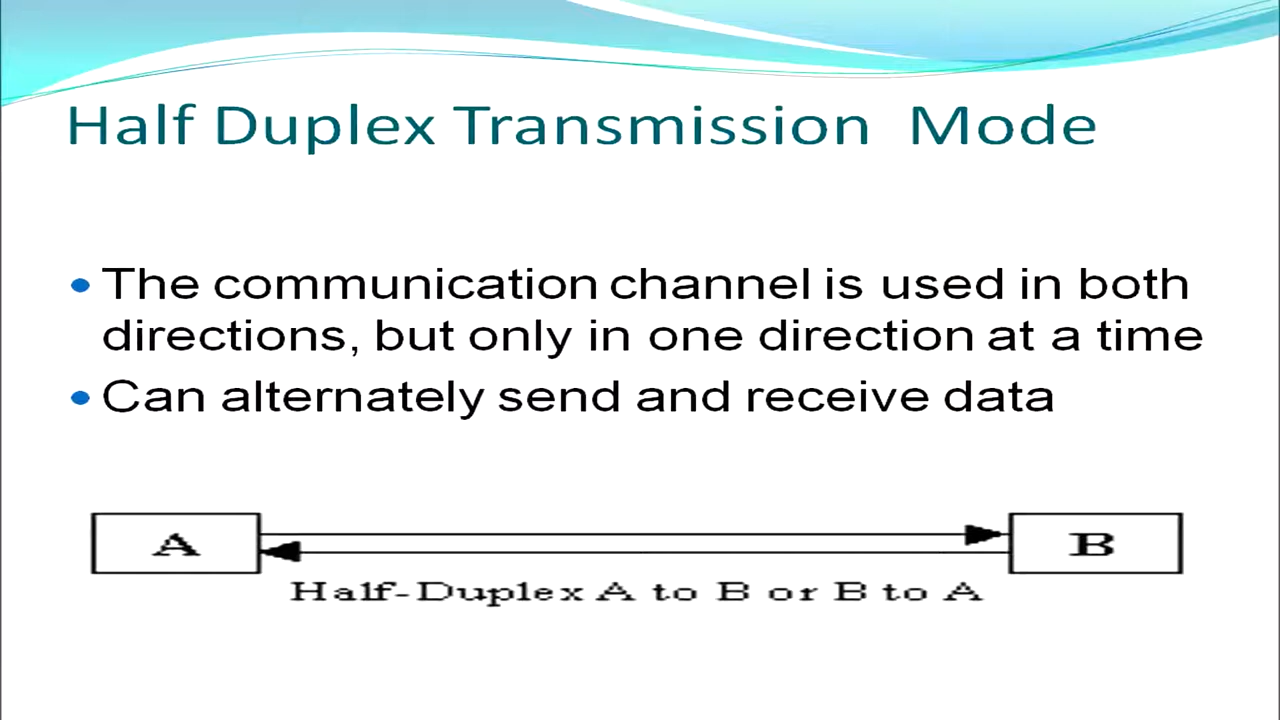 Half Duplex Transmission Mode
• The communication channel is used in both
directions, but only in one direction at a time
• Can alternately send and receive data
A B
Half-Duplex A to B or B to A